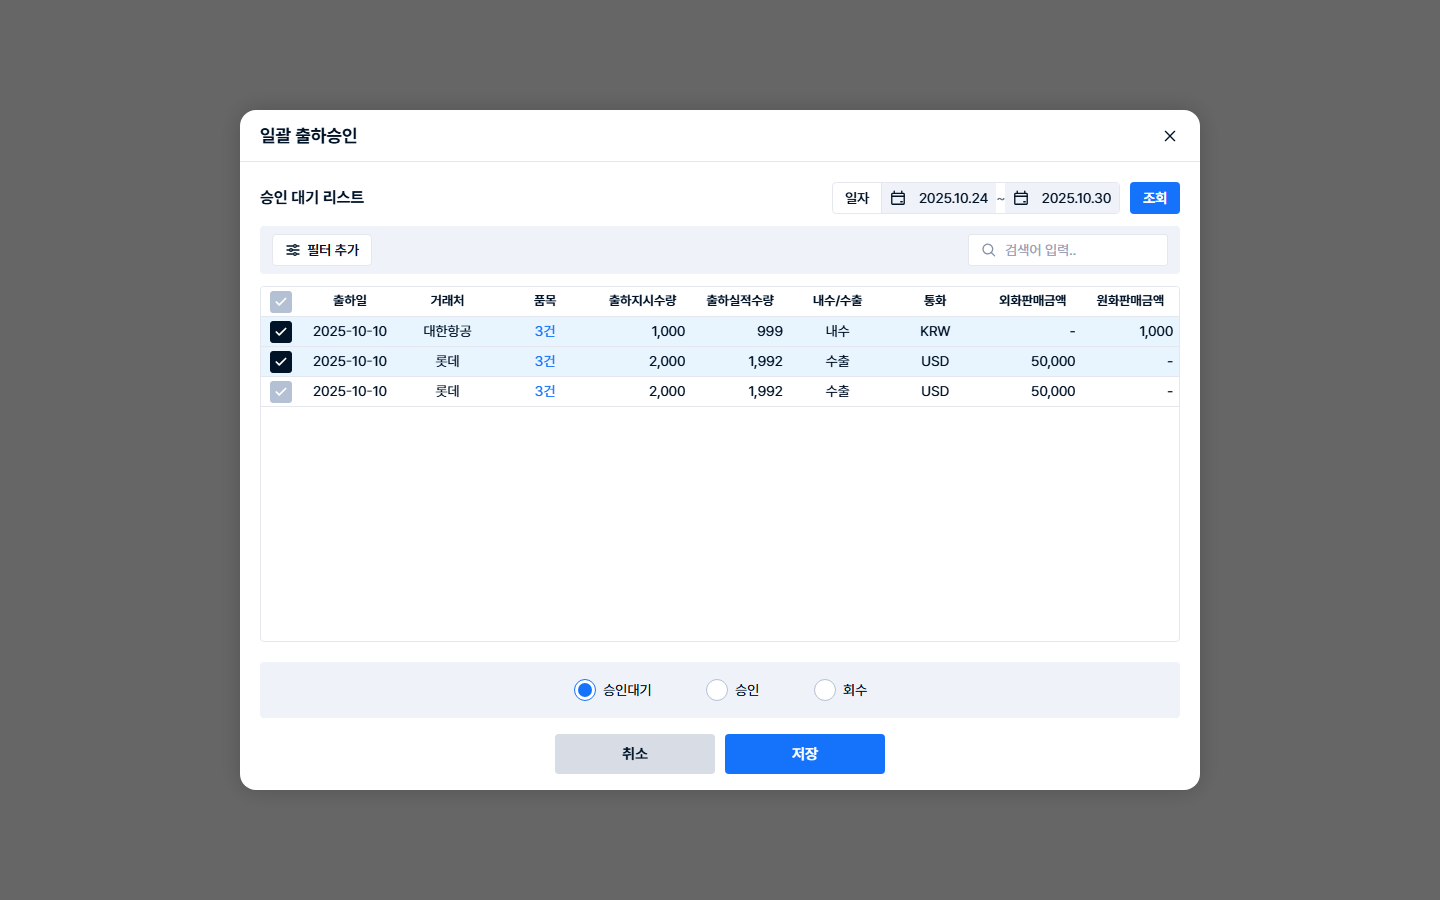 일괄 출하승인
승인 대기 리스트
일자 2025.10.24 ~ 2025.10.30 조회
필터 추가 검색어 입력..
출하일 거래처 품목 출하지시수량 출하실적수량 내수/수출 통화 외화판매금액 원화판매금액
2025-10-10 대한항공 3건 1,000 999 내수 KRW - 1,000
2025-10-10 롯데 3건 2,000 1,992 수출 USD 50,000 -
2025-10-10 롯데 3건 2,000 1,992 수출 USD 50,000 -
승인대기 승인 회수
취소 저장